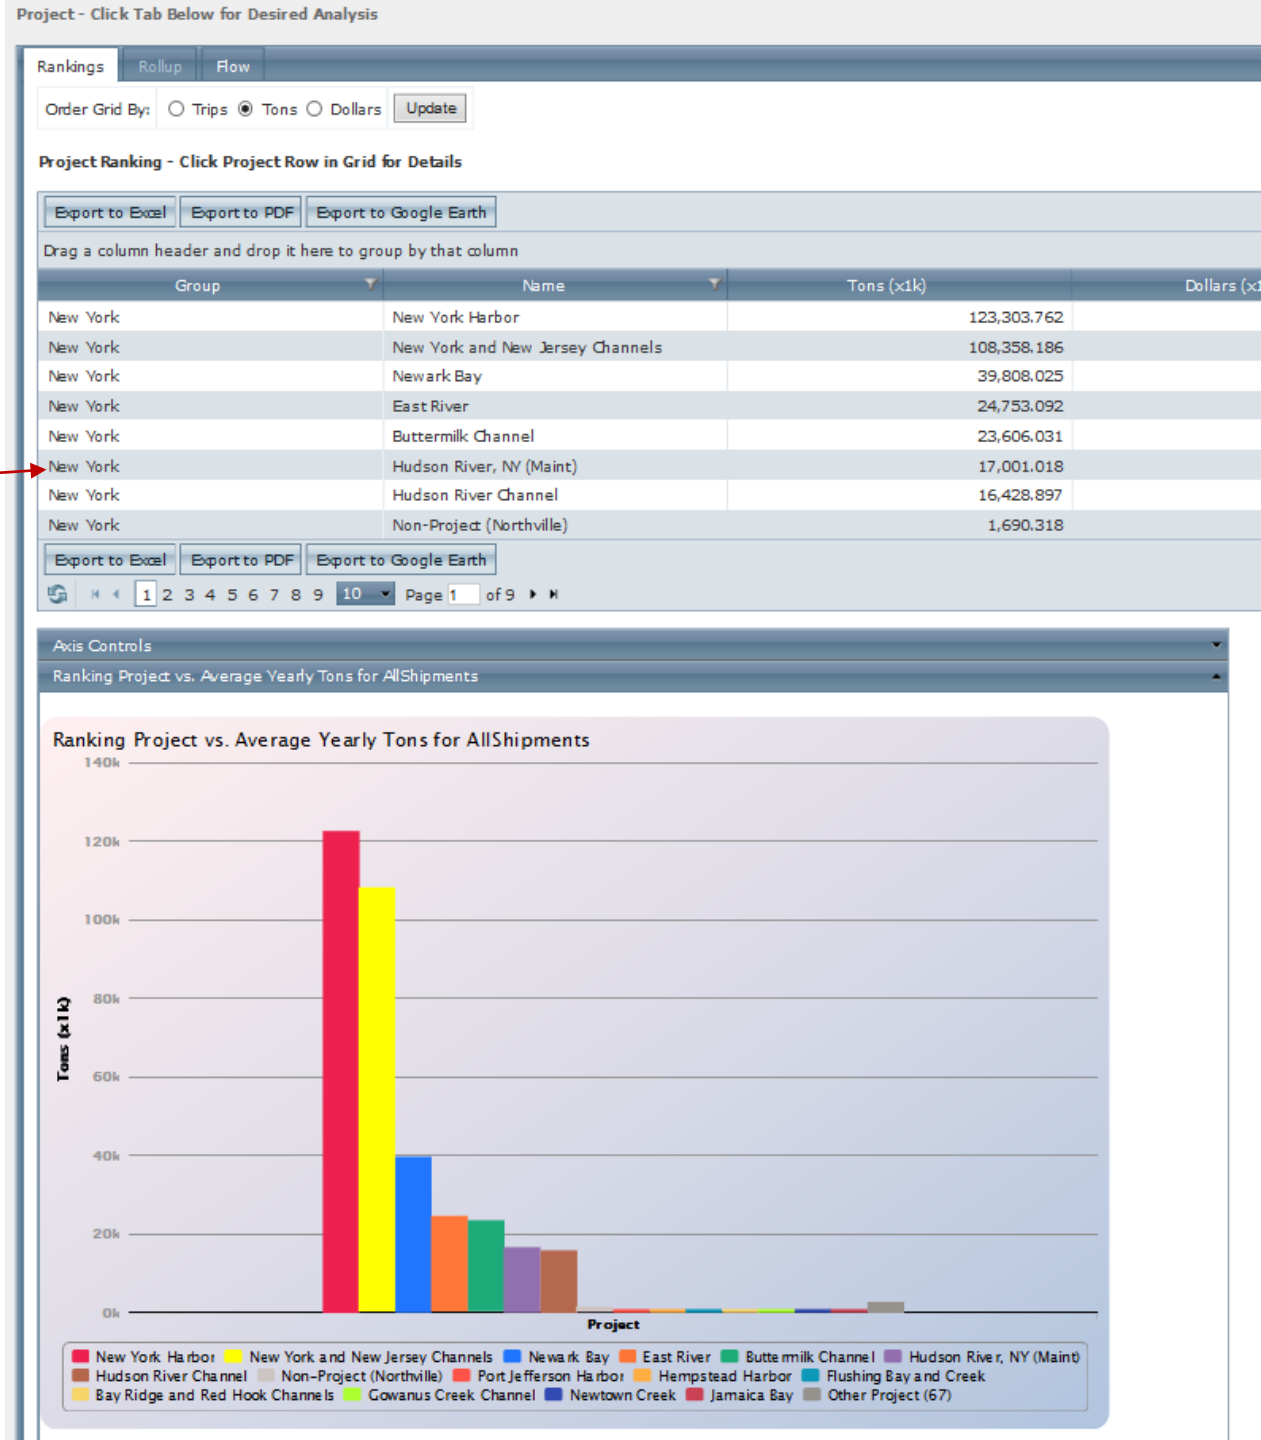 Project - Click Tab Below for Desired Analysis
Rankings Rollup Flow
Order Grid By: Trips Tons Dollars Update
Project Ranking - Click Project Row in Grid for Details
Export to Excel Export to PDF Export to Google Earth
Drag a column header and drop it here to group by that column
Group Name Tons (x1k) Dollars (x1
New York New York Harbor 123,303.762
New York New York and New Jersey Channels 108,358.186
New York Newark Bay 39,808.025
New York East River 24,753.092
New York Buttermilk Channel 23,606.031
New York Hudson River, NY (Maint) 17,001.018
New York Hudson River Channel 16,428.897
New York Non-Project (Northville) 1,690.318
Export to Excel Export to PDF Export to Google Earth
1 2 3 4 5 6 7 8 9 10 Page 1 of 9
Axis Controls
Ranking Project vs. Average Yearly Tons for AllShipments
Ranking Project vs. Average Yearly Tons for AllShipments
140k
120k
100k
80k
60k
40k
20k
0k
Tons (x1k)
Project
New York Harbor New York and New Jersey Channels Newark Bay East River Buttermilk Channel Hudson River, NY (Maint)
Hudson River Channel Non-Project (Northville) Port Jefferson Harbor Hempstead Harbor Flushing Bay and Creek
Bay Ridge and Red Hook Channels Gowanus Creek Channel Newtown Creek Jamaica Bay Other Project (67)